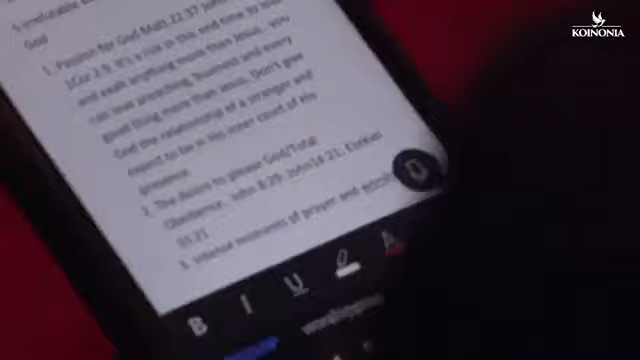 God
1. Passion for God Matt.22:37
1Cor 2:9. It's a risk in the end time to love
and exalt anything more than Jesus.. you
can love preaching, business and every
good thing more than Jesus. Don't give
God the relationship of a stranger and
expect to be in his inner court of his
presence
2. The desire to please God/Total
Obedience.. John 8:29: John14:21; Ezekiel
3. Intense moments of prayer and
B I U A
KOINONIA